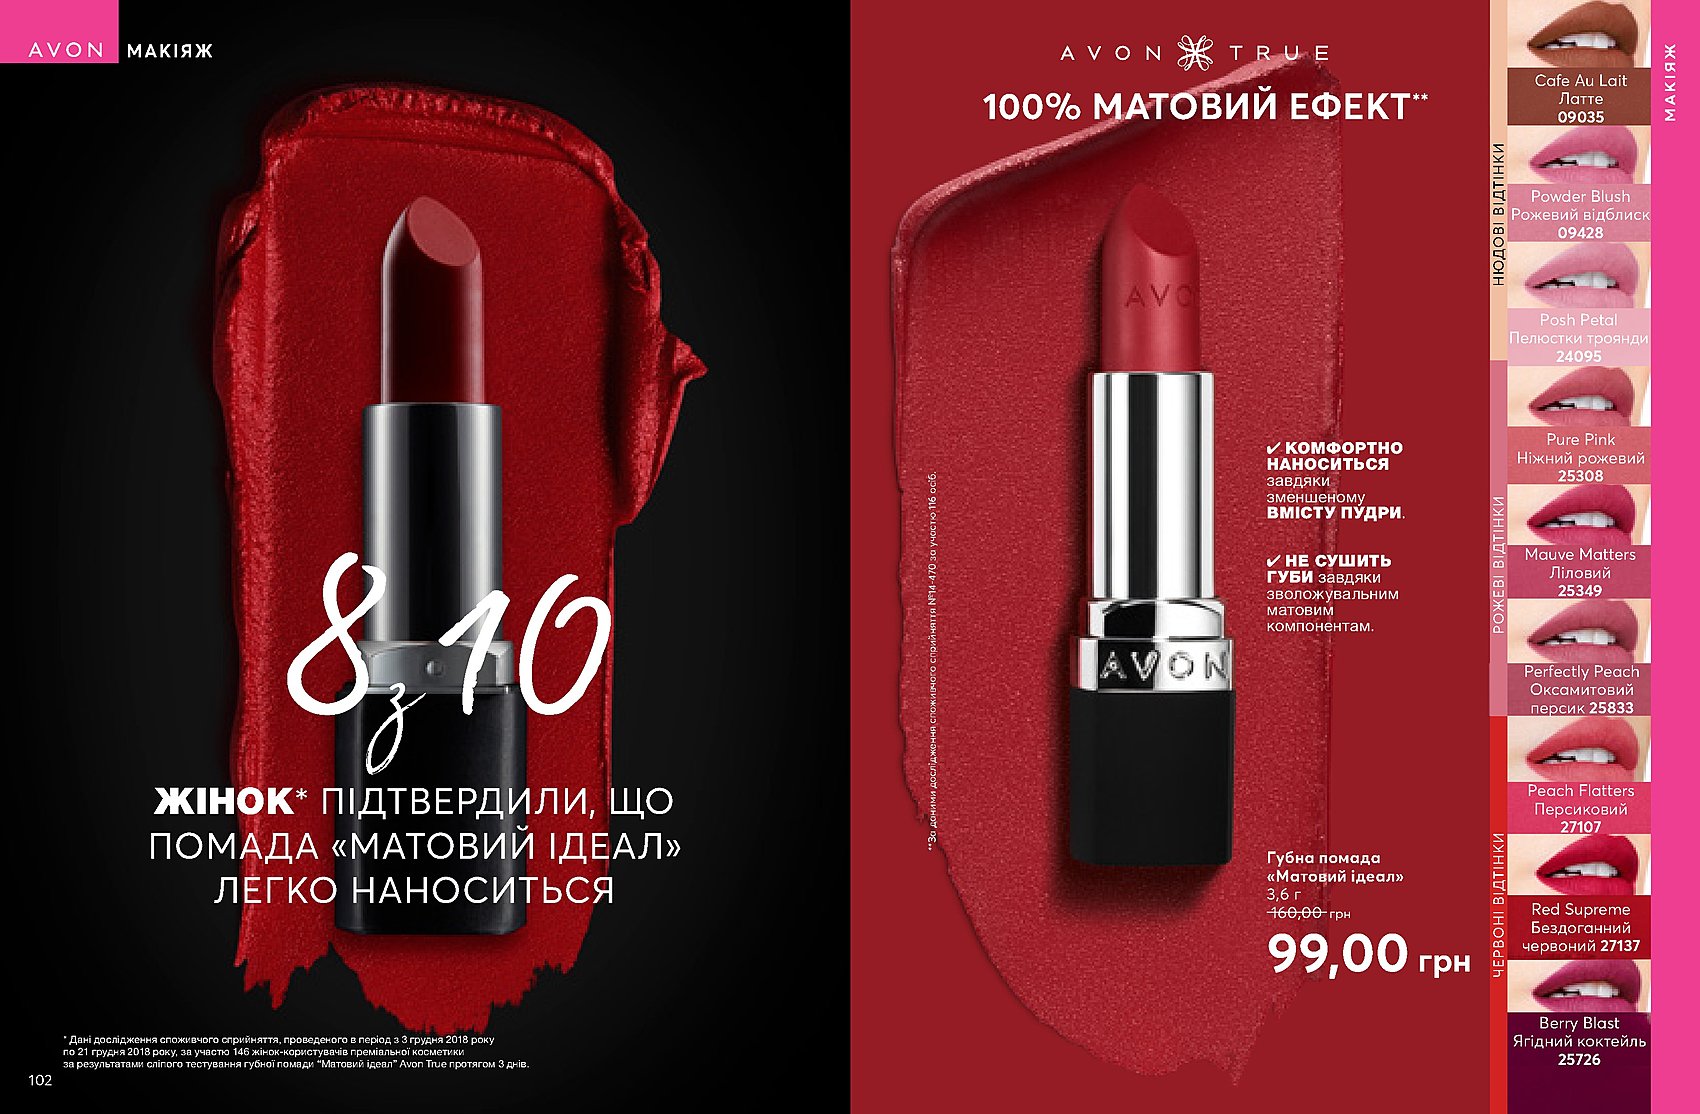 AVON МАКІЯЖ
8 з 10
ЖІНОК* ПІДТВЕРДИЛИ, ЩО
ПОМАДА «МАТОВИЙ ІДЕАЛ»
ЛЕГКО НАНОСИТЬСЯ
* Дані дослідження споживчого сприйняття, проведеного в період з 3 грудня 2018 року
по 21 грудня 2018 року, за участю 146 жінок-користувачів преміальної косметики
за результатами сліпого тестування губної помади "Матовий ідеал" Avon True протягом 3 днів.
102
AVON TRUE
100% МАТОВИЙ ЕФЕКТ**
AVO
AVON
**За даними дослідження споживчого сприйняття №14-470 за участю 116 осіб.
✔ КОМФОРТНО
НАНОСИТЬСЯ
завдяки
зменшеному
ВМІСТУ ПУДРИ.
✔ НЕ СУШИТЬ
ГУБИ завдяки
зволожувальним
матовим
компонентам.
Губна помада
«Матовий ідеал»
3,6 г
160,00 грн
99,00 грн
НЮДОВІ ВІДТІНКИ
Cafe Au Lait
Латте
09035
Powder Blush
Рожевий відблиск
09428
Posh Petal
Пелюстки троянди
24095
РОЖЕВІ ВІДТІНКИ
Pure Pink
Ніжний рожевий
25308
Mauve Matters
Ліловий
25349
Perfectly Peach
Оксамитовий
персик 25833
ЧЕРВОНІ ВІДТІНКИ
Peach Flatters
Персиковий
27107
Red Supreme
Бездоганний
червоний 27137
Berry Blast
Ягідний коктейль
25726
МАКІЯЖ